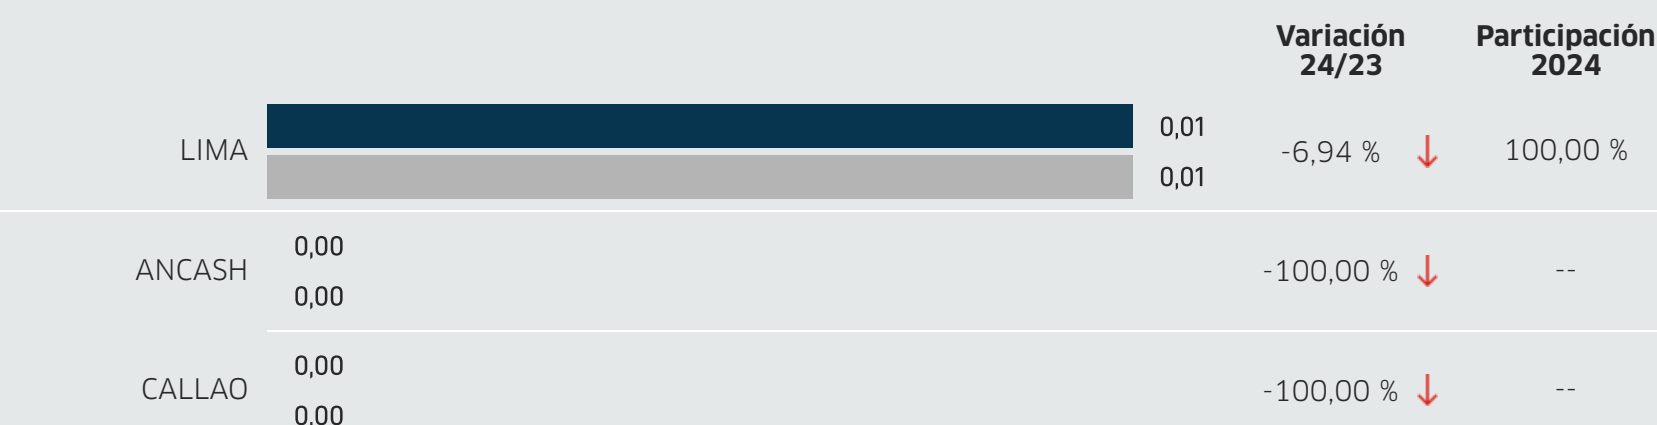 Variación
24/23
Participación
2024
LIMA
0,01
0,01
-6,94 %
100,00 %
ANCASH
0,00
0,00
-100,00 %
--
CALLAO
0,00
0,00
-100,00 %
--